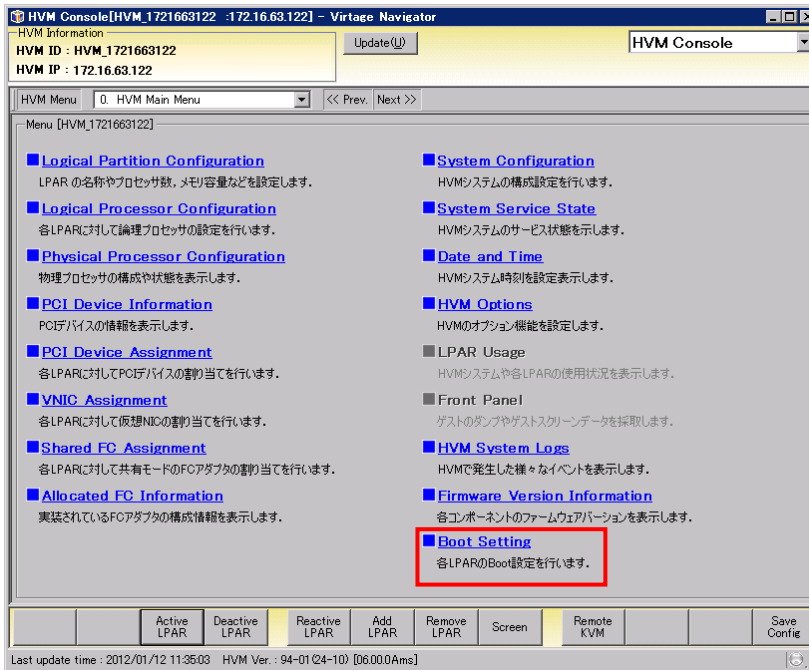 HVM Console[HVM_1721663122 :172.16.63.122] - Virtage Navigator
HVM Information
HVM ID : HVM_1721663122
HVM IP : 172.16.63.122
Update(U)
HVM Console
HVM Menu
0. HVM Main Menu
<< Prev.
Next >>
Menu [HVM_1721663122]
Logical Partition Configuration
LPAR の名称やプロセッサ数, メモリ容量などを設定します.
Logical Processor Configuration
各LPARに対して論理プロセッサの設定を行います.
Physical Processor Configuration
物理プロセッサの構成や状態を表示します.
PCI Device Information
PCIデバイスの情報を表示します.
PCI Device Assignment
各LPARに対してPCIデバイスの割り当てを行います.
VNIC Assignment
各LPARに対して仮想NICの割り当てを行います.
Shared FC Assignment
各LPARに対して共有モードのFCアダプタの割り当てを行います.
Allocated FC Information
実装されているFCアダプタの構成情報を表示します.
System Configuration
HVMシステムの構成設定を行います.
System Service State
HVMシステムのサービス状態を示します.
Date and Time
HVMシステム時刻を設定表示します.
HVM Options
HVMのオプション機能を設定します.
LPAR Usage
HVMシステムや各LPARの使用状況を表示します.
Front Panel
ゲストのダンプやゲストスクリーンデータを採取します.
HVM System Logs
HVMで発生した様々なイベントを表示します.
Firmware Version Information
各コンポーネントのファームウェアバージョンを表示します.
Boot Setting
各LPARのBoot設定を行います.
Active LPAR
Deactive LPAR
Reactive LPAR
Add LPAR
Remove LPAR
Screen
Remote KVM
Save Config
Last update time : 2012/01/12 11:35:03 HVM Ver. : 94-01(24-10) [06.00.0Ams]